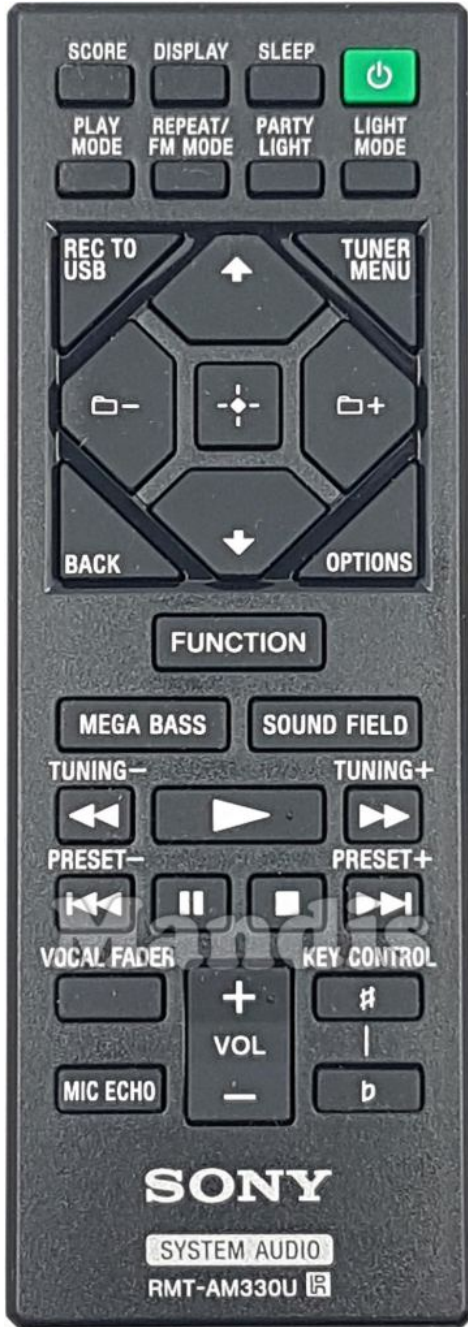 SCORE DISPLAY SLEEP
PLAY MODE REPEAT/ FM MODE PARTY LIGHT LIGHT MODE
REC TO USB
TUNER MENU
BACK
OPTIONS
FUNCTION
MEGA BASS SOUND FIELD
TUNING− TUNING+
PRESET− PRESET+
Mandis
VOCAL FADER KEY CONTROL
+ ♯
VOL
− ♭
MIC ECHO
SONY
SYSTEM AUDIO
RMT-AM330U